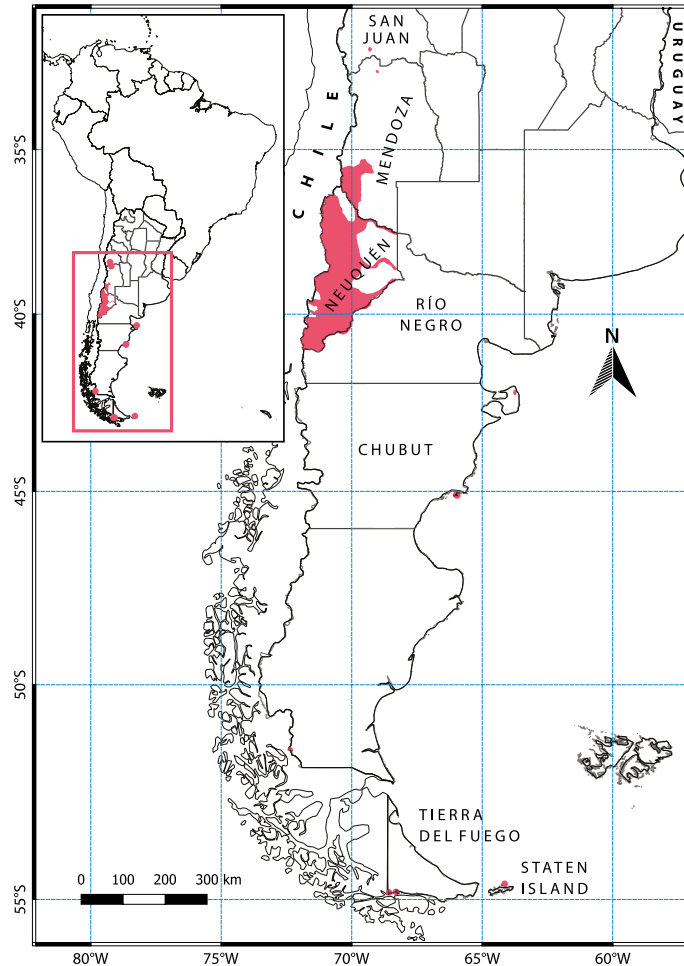 SAN
JUAN
URUGUAY
CHILE
MENDOZA
35°S
NEUQUÉN
RÍO
NEGRO
40°S
N
CHUBUT
45°S
50°S
TIERRA
DEL FUEGO
STATEN
ISLAND
0 100 200 300 km
55°S
80°W 75°W 70°W 65°W 60°W